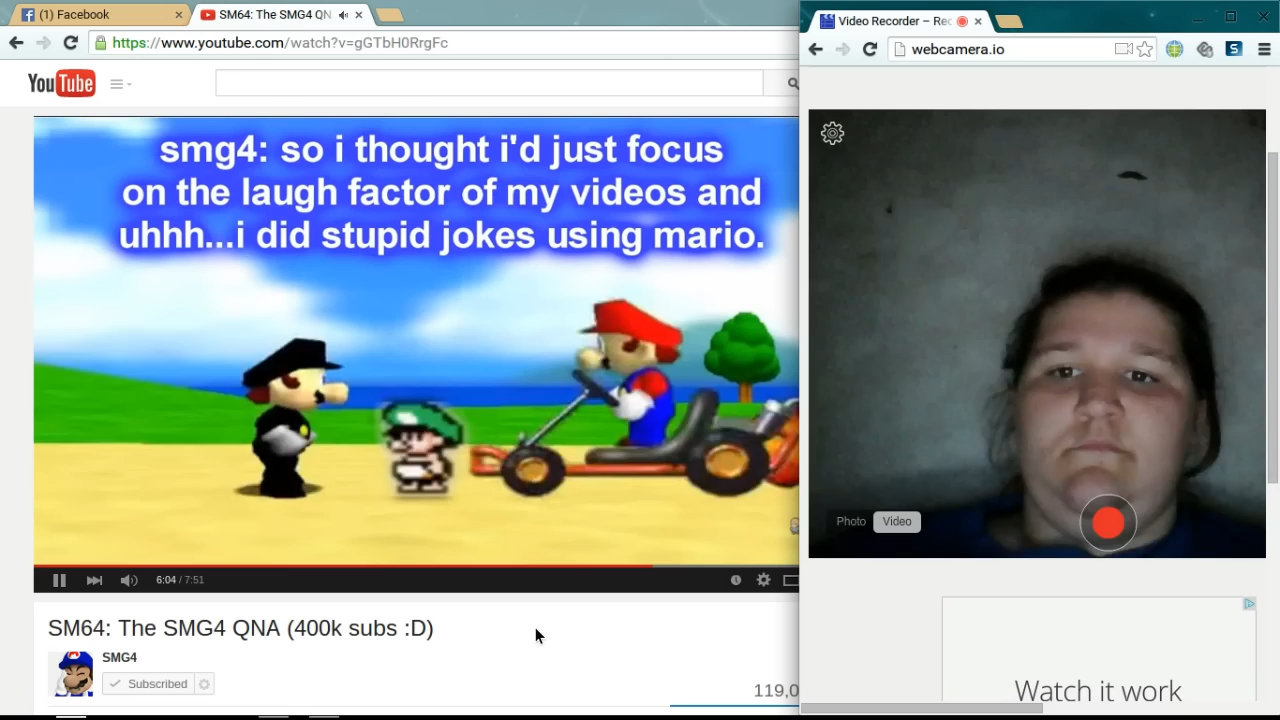 (1) Facebook
SM64: The SMG4 QN
https://www.youtube.com/watch?v=gGTbH0RrgFc
YouTube
smg4: so i thought i'd just focus
on the laugh factor of my videos and
uhhh...i did stupid jokes using mario.
6:04 / 7:51
SM64: The SMG4 QNA (400k subs :D)
SMG4
Subscribed
119,0
Video Recorder – Rec
webcamera.io
S
Photo
Video
Watch it work